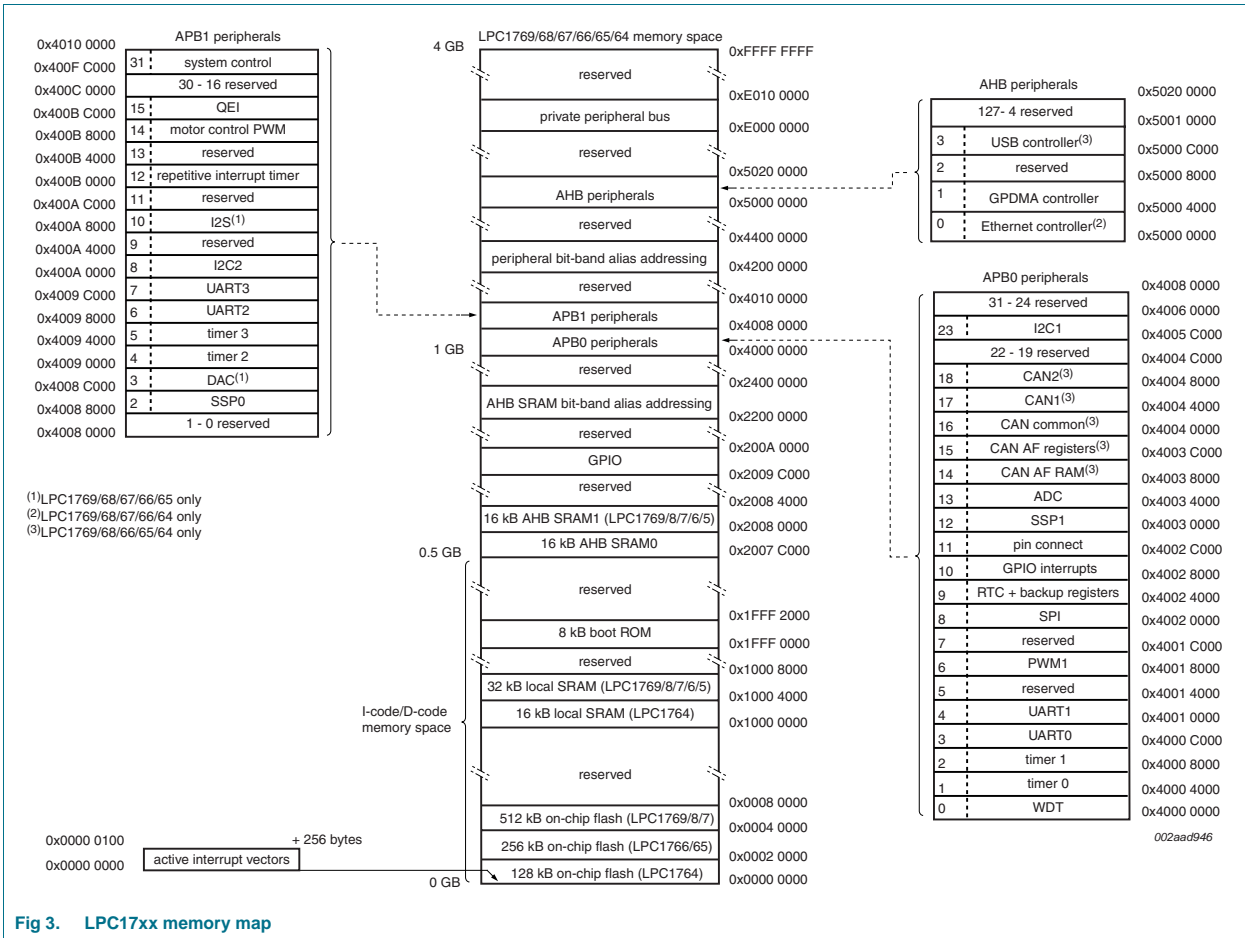 APB1 peripherals
0x4010 0000
31 system control
0x400F C000
30 - 16 reserved
0x400C 0000
15 QEI
0x400B C000
14 motor control PWM
0x400B 8000
13 reserved
0x400B 4000
12 repetitive interrupt timer
0x400B 0000
11 reserved
0x400A C000
10 I2S(1)
0x400A 8000
9 reserved
0x400A 4000
8 I2C2
0x400A 0000
7 UART3
0x4009 C000
6 UART2
0x4009 8000
5 timer 3
0x4009 4000
4 timer 2
0x4009 0000
3 DAC(1)
0x4008 C000
2 SSP0
0x4008 8000
1 - 0 reserved
0x4008 0000
(1)LPC1769/68/67/66/65 only
(2)LPC1769/68/67/66/64 only
(3)LPC1769/68/66/65/64 only
LPC1769/68/67/66/65/64 memory space
4 GB
0xFFFF FFFF
reserved
0xE010 0000
private peripheral bus
0xE000 0000
reserved
0x5020 0000
AHB peripherals
0x5000 0000
reserved
0x4400 0000
peripheral bit-band alias addressing
0x4200 0000
reserved
0x4010 0000
APB1 peripherals
0x4008 0000
APB0 peripherals
1 GB
0x4000 0000
reserved
0x2400 0000
AHB SRAM bit-band alias addressing
0x2200 0000
reserved
0x200A 0000
GPIO
0x2009 C000
reserved
0x2008 4000
16 kB AHB SRAM1 (LPC1769/8/7/6/5)
0x2008 0000
16 kB AHB SRAM0
0.5 GB
0x2007 C000
reserved
0x1FFF 2000
8 kB boot ROM
0x1FFF 0000
reserved
0x1000 8000
32 kB local SRAM (LPC1769/8/7/6/5)
0x1000 4000
16 kB local SRAM (LPC1764)
0x1000 0000
I-code/D-code
memory space
reserved
0x0008 0000
512 kB on-chip flash (LPC1769/8/7)
0x0004 0000
256 kB on-chip flash (LPC1766/65)
0x0002 0000
128 kB on-chip flash (LPC1764)
0 GB
0x0000 0000
0x0000 0100
+ 256 bytes
active interrupt vectors
0x0000 0000
AHB peripherals
0x5020 0000
127- 4 reserved
0x5001 0000
3 USB controller(3)
0x5000 C000
2 reserved
0x5000 8000
1 GPDMA controller
0x5000 4000
0 Ethernet controller(2)
0x5000 0000
APB0 peripherals
0x4008 0000
31 - 24 reserved
0x4006 0000
23 I2C1
0x4005 C000
22 - 19 reserved
0x4004 C000
18 CAN2(3)
0x4004 8000
17 CAN1(3)
0x4004 4000
16 CAN common(3)
0x4004 0000
15 CAN AF registers(3)
0x4003 C000
14 CAN AF RAM(3)
0x4003 8000
13 ADC
0x4003 4000
12 SSP1
0x4003 0000
11 pin connect
0x4002 C000
10 GPIO interrupts
0x4002 8000
9 RTC + backup registers
0x4002 4000
8 SPI
0x4002 0000
7 reserved
0x4001 C000
6 PWM1
0x4001 8000
5 reserved
0x4001 4000
4 UART1
0x4001 0000
3 UART0
0x4000 C000
2 timer 1
0x4000 8000
1 timer 0
0x4000 4000
0 WDT
0x4000 0000
002aad946
Fig 3. LPC17xx memory map